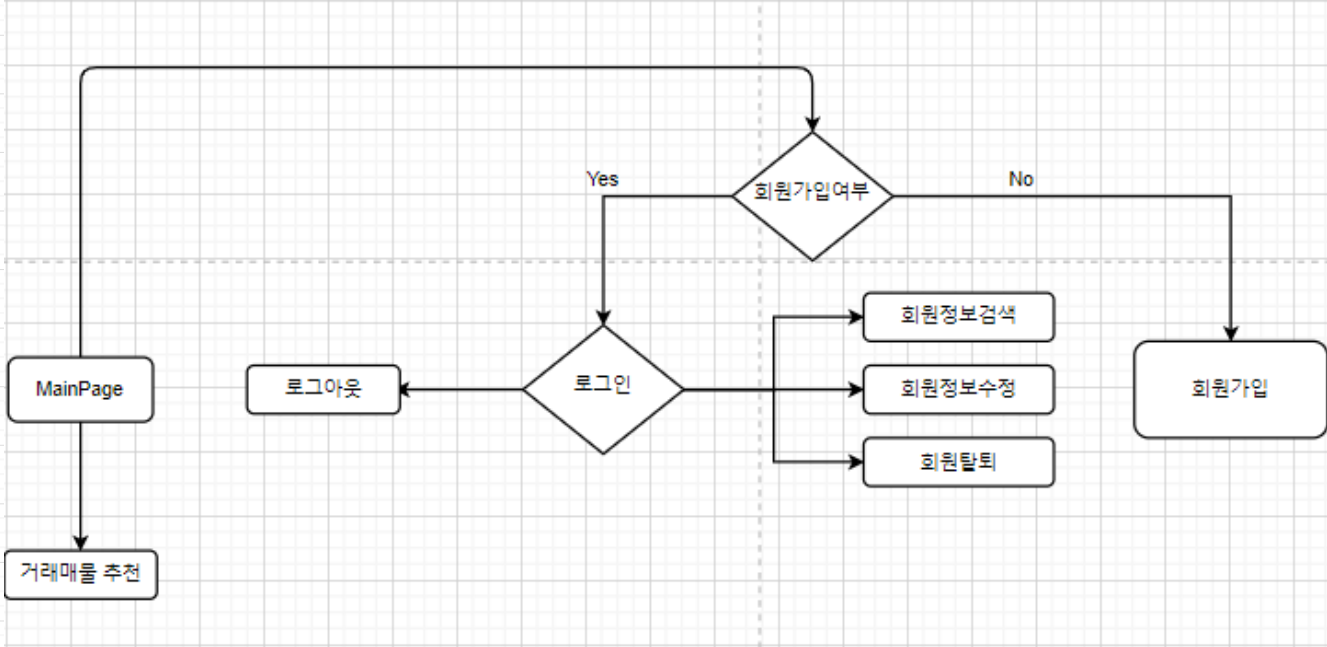 회원가입여부
Yes
No
회원정보검색
MainPage
로그아웃
로그인
회원정보수정
회원가입
회원탈퇴
거래매물 추천